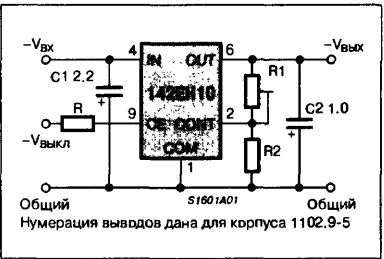 –Vвх 4 6 –Vвых
IN OUT
R1
C1 2,2
142ЕН10
C2 1.0
R 9 CE CONT 2
–Vвыкл
COM
R2
1
Общий S1601A01 Общий
Нумерация выводов дана для корпуса 1102.9-5